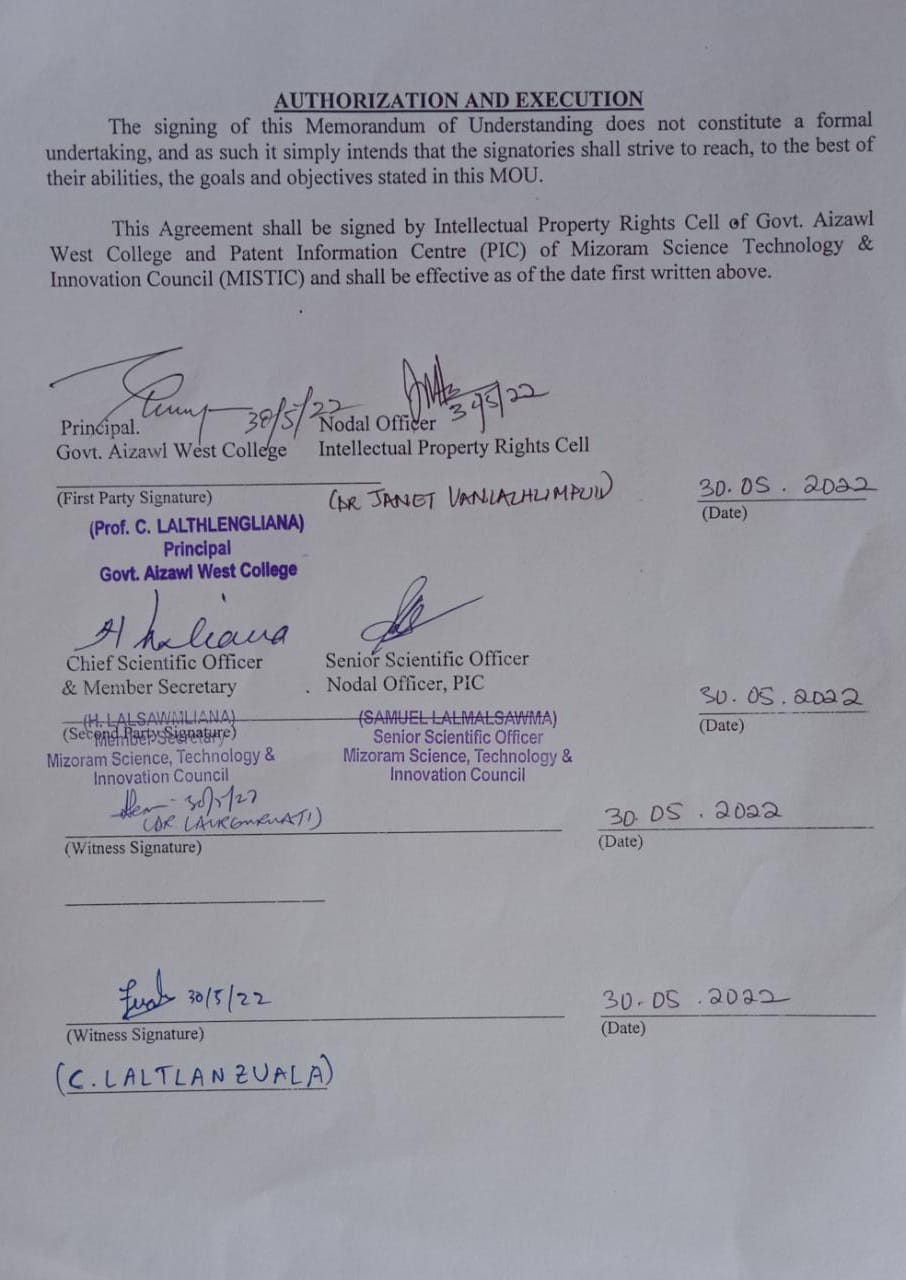 AUTHORIZATION AND EXECUTION
The signing of this Memorandum of Understanding does not constitute a formal
undertaking, and as such it simply intends that the signatories shall strive to reach, to the best of
their abilities, the goals and objectives stated in this MOU.
This Agreement shall be signed by Intellectual Property Rights Cell of Govt. Aizawl
West College and Patent Information Centre (PIC) of Mizoram Science Technology &
Innovation Council (MISTIC) and shall be effective as of the date first written above.
30/5/22
30/5/22
Principal. Nodal Officer
Govt. Aizawl West College Intellectual Property Rights Cell
(First Party Signature) (DR JANET VANLALHLIMPUII) 30.05.2022
(Date)
(Prof. C. LALTHLENGLIANA)
Principal
Govt. Aizawl West College
Chief Scientific Officer Senior Scientific Officer
& Member Secretary Nodal Officer, PIC
30.05.2022
(H. LALSAWMLIANA) (SAMUEL LALMALSAWMA) (Date)
(Second Party Signature) Senior Scientific Officer
Member Secretary
Mizoram Science, Technology & Mizoram Science, Technology &
Innovation Council Innovation Council
30/5/22
(DR 30.05.2022
(Witness Signature) (Date)
30/5/22 30.05.2022
(Witness Signature) (Date)
(C. LALTLANZUALA)